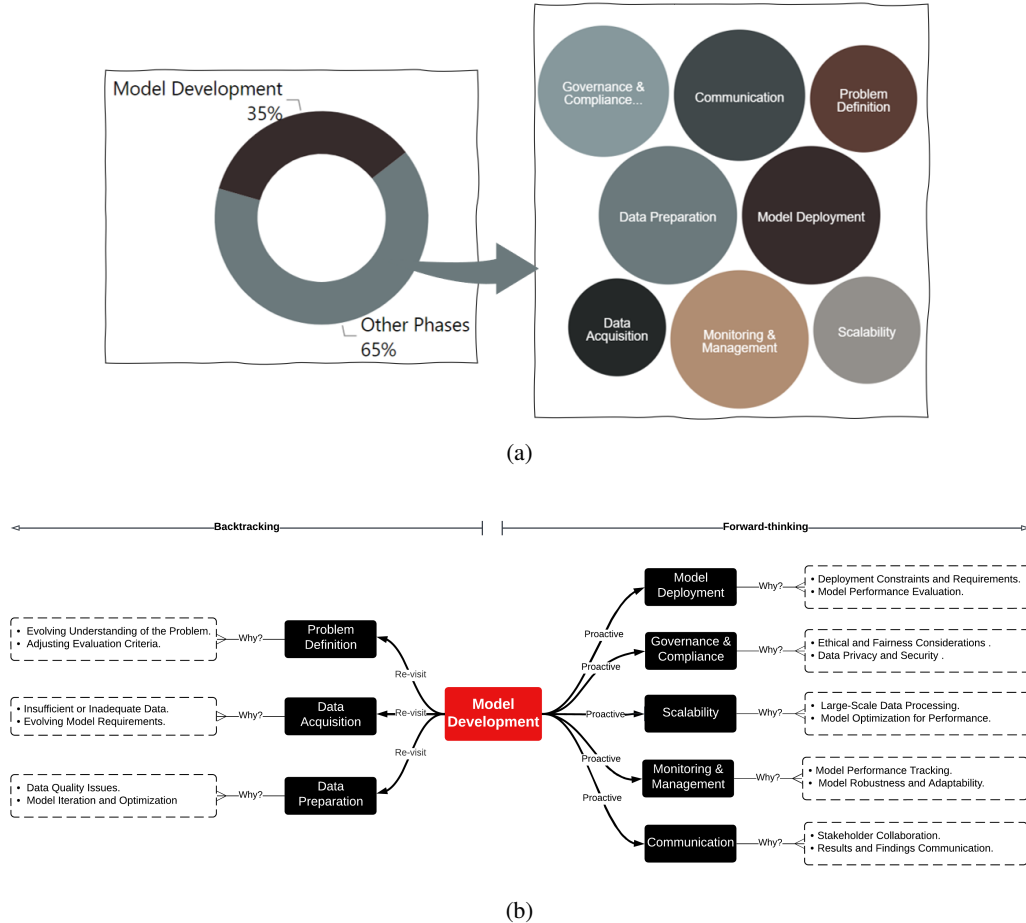 Model Development
35%
Other Phases
65%
Governance &
Compliance...
Communication
Problem
Definition
Data Preparation
Model Deployment
Data
Acquisition
Monitoring &
Management
Scalability
(a)
Backtracking
Forward-thinking
• Evolving Understanding of the Problem.
• Adjusting Evaluation Criteria.
Why?
Problem
Definition
Re-visit
• Insufficient or Inadequate Data.
• Evolving Model Requirements.
Why?
Data
Acquisition
Re-visit
• Data Quality Issues.
• Model Iteration and Optimization
Why?
Data
Preparation
Re-visit
Model
Development
Proactive
Model
Deployment
Why?
• Deployment Constraints and Requirements.
• Model Performance Evaluation.
Proactive
Governance &
Compliance
Why?
• Ethical and Fairness Considerations .
• Data Privacy and Security .
Proactive
Scalability
Why?
• Large-Scale Data Processing.
• Model Optimization for Performance.
Proactive
Monitoring &
Management
Why?
• Model Performance Tracking.
• Model Robustness and Adaptability.
Proactive
Communication
Why?
• Stakeholder Collaboration.
• Results and Findings Communication.
(b)